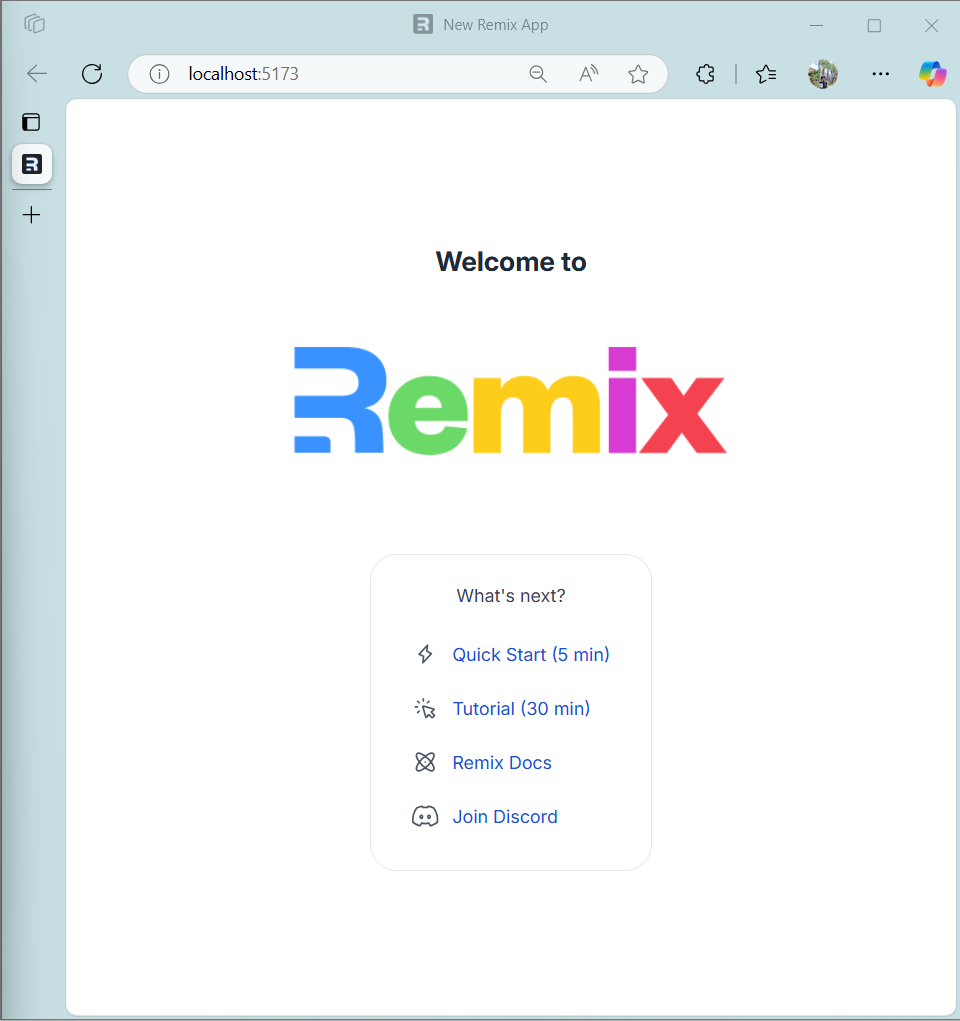 New Remix App
localhost:5173
Welcome to
Remix
What's next?
Quick Start (5 min)
Tutorial (30 min)
Remix Docs
Join Discord